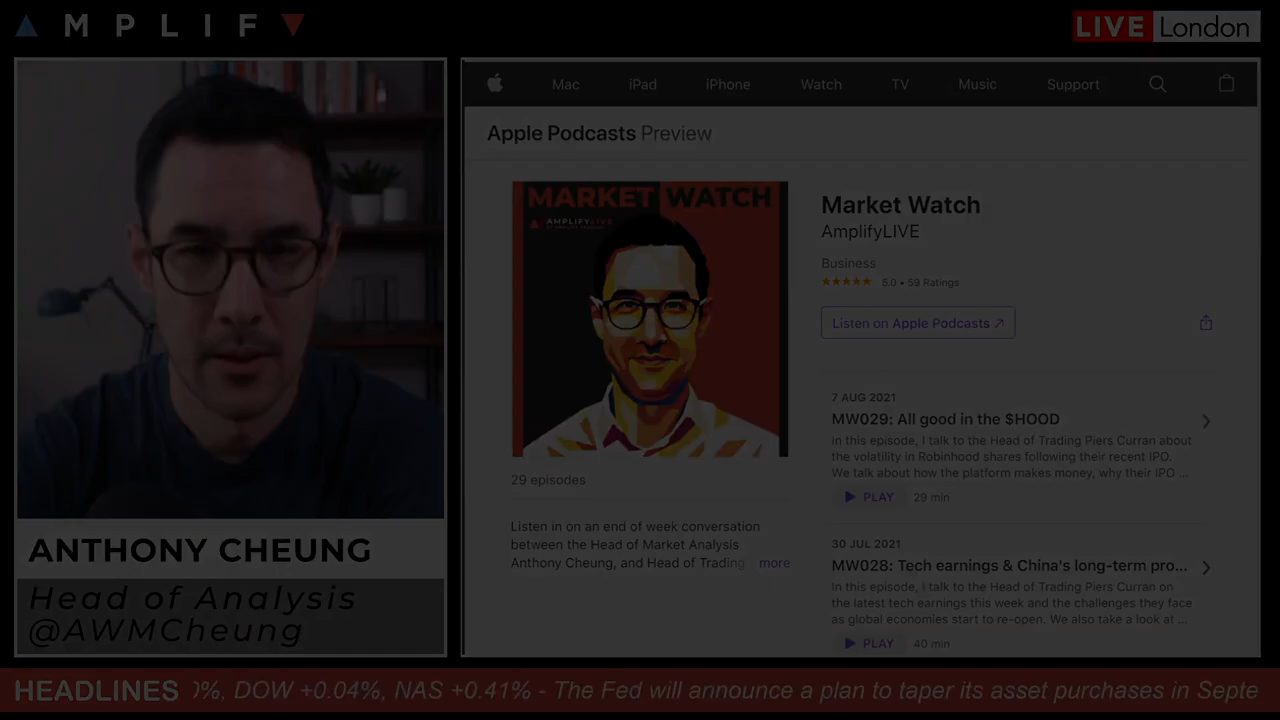 AMPLIFY
LIVE London
Mac iPad iPhone Watch TV Music Support
Apple Podcasts Preview
MARKET WATCH
AMPLIFYLIVE
Market Watch
AmplifyLIVE
Business
★★★★★ 5.0 • 59 Ratings
Listen on Apple Podcasts ↗
7 AUG 2021
MW029: All good in the $HOOD
In this episode, I talk to the Head of Trading Piers Curran about
the volatility in Robinhood shares following their recent IPO.
We talk about how the platform makes money, why their IPO ...
PLAY 29 min
29 episodes
Listen in on an end of week conversation
between the Head of Market Analysis
Anthony Cheung, and Head of Trading more
30 JUL 2021
MW028: Tech earnings & China's long-term pro...
In this episode, I talk to the Head of Trading Piers Curran on
the latest tech earnings this week and the challenges they face
as global economies start to re-open. We also take a look at ...
PLAY 40 min
ANTHONY CHEUNG
Head of Analysis
@AWMCheung
HEADLINES )%, DOW +0.04%, NAS +0.41% - The Fed will announce a plan to taper its asset purchases in Septe